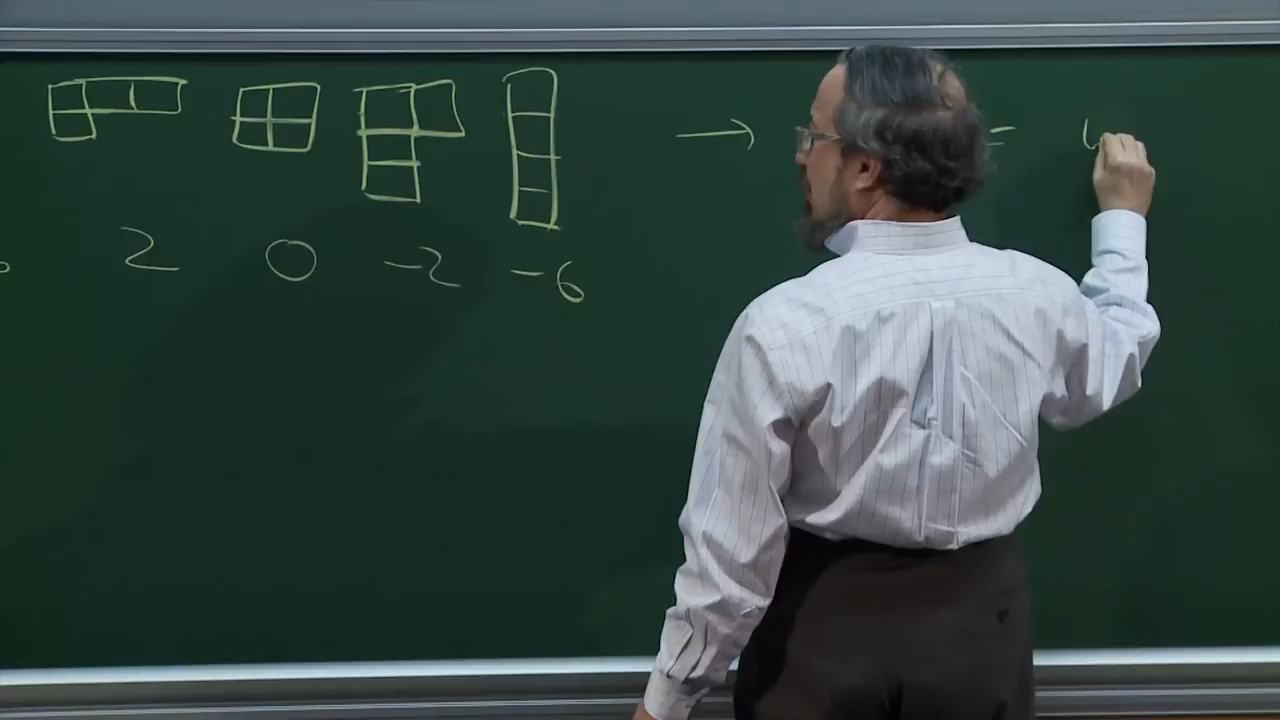 → =
2 0 -2 -6